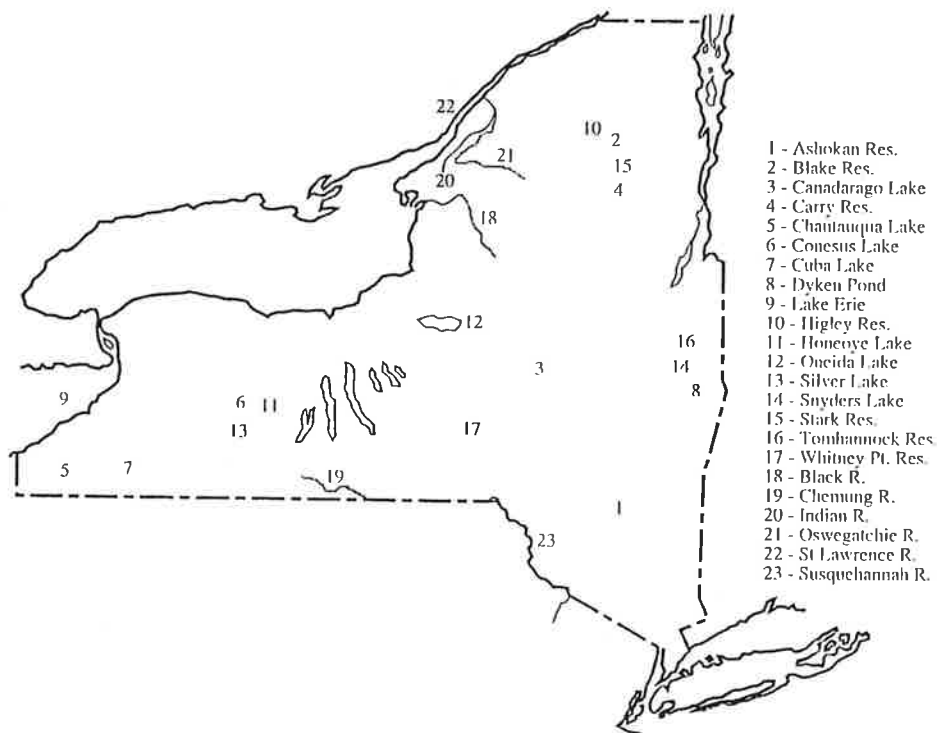 22
10
2
21
15
20
4
18
12
16
3
14
9
6
11
8
13
17
5
7
19
1
23
1 - Ashokan Res.
2 - Blake Res.
3 - Canadarago Lake
4 - Carry Res.
5 - Chautauqua Lake
6 - Conesus Lake
7 - Cuba Lake
8 - Dyken Pond
9 - Lake Erie
10 - Higley Res.
11 - Honeoye Lake
12 - Oneida Lake
13 - Silver Lake
14 - Snyders Lake
15 - Stark Res.
16 - Tomhannock Res.
17 - Whitney Pt. Res.
18 - Black R.
19 - Chemung R.
20 - Indian R.
21 - Oswegatchie R.
22 - St Lawrence R.
23 - Susquehannah R.